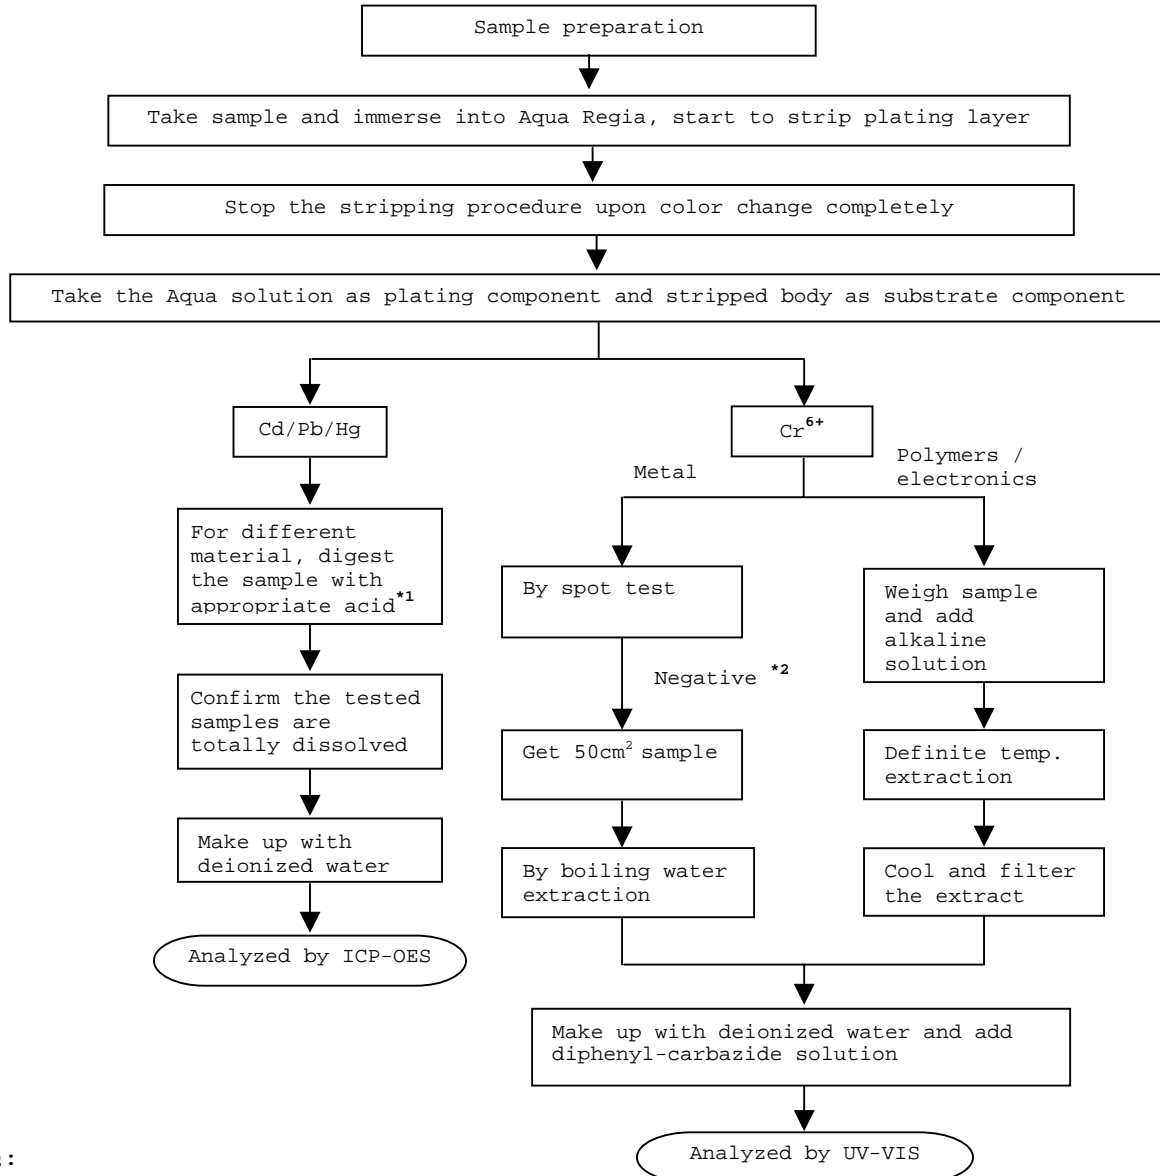 Sample preparation
Take sample and immerse into Aqua Regia, start to strip plating layer
Stop the stripping procedure upon color change completely
Take the Aqua solution as plating component and stripped body as substrate component
Cd/Pb/Hg
For different
material, digest
the sample with
appropriate acid*1
Confirm the tested
samples are
totally dissolved
Make up with
deionized water
Analyzed by ICP-OES
Cr6+
Metal
Polymers /
electronics
By spot test
Negative *2
Get 50cm2 sample
By boiling water
extraction
Weigh sample
and add
alkaline
solution
Definite temp.
extraction
Cool and filter
the extract
Make up with deionized water and add
diphenyl-carbazide solution
Analyzed by UV-VIS